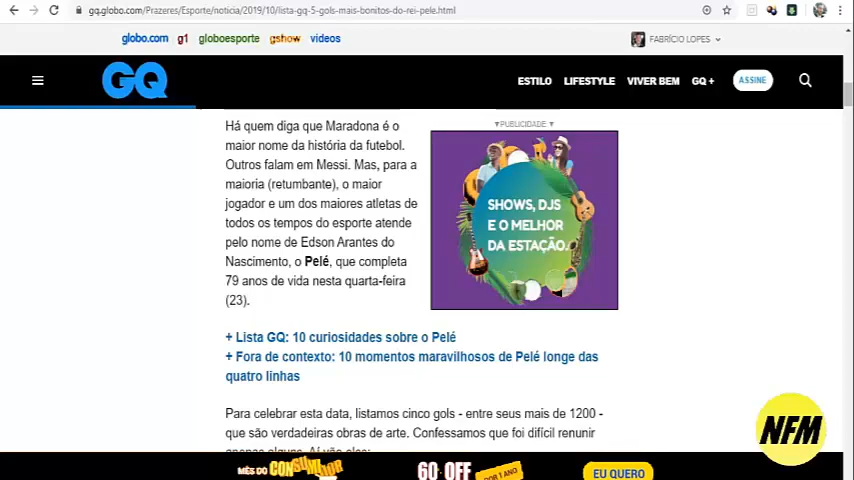 gq.globo.com/Prazeres/Esporte/noticia/2019/10/lista-gq-5-gols-mais-bonitos-do-rei-pele.html
globo.com g1 globoesporte gshow videos
FABRÍCIO LOPES
GQ
ESTILO LIFESTYLE VIVER BEM GQ + ASSINE
▼PUBLICIDADE ▼
Há quem diga que Maradona é o
maior nome da história da futebol.
Outros falam em Messi. Mas, para a
maioria (retumbante), o maior
jogador e um dos maiores atletas de
todos os tempos do esporte atende
pelo nome de Edson Arantes do
Nascimento, o Pelé, que completa
79 anos de vida nesta quarta-feira
(23).
SHOWS, DJS
E O MELHOR
DA ESTAÇÃO.
+ Lista GQ: 10 curiosidades sobre o Pelé
+ Fora de contexto: 10 momentos maravilhosos de Pelé longe das
quatro linhas
Para celebrar esta data, listamos cinco gols - entre seus mais de 1200 -
que são verdadeiras obras de arte. Confessamos que foi difícil renunir
apenas alguns. Aí vão eles:
NFM
MÊS DO CONSUMIDOR
60 OFF
POR 1 ANO
EU QUERO